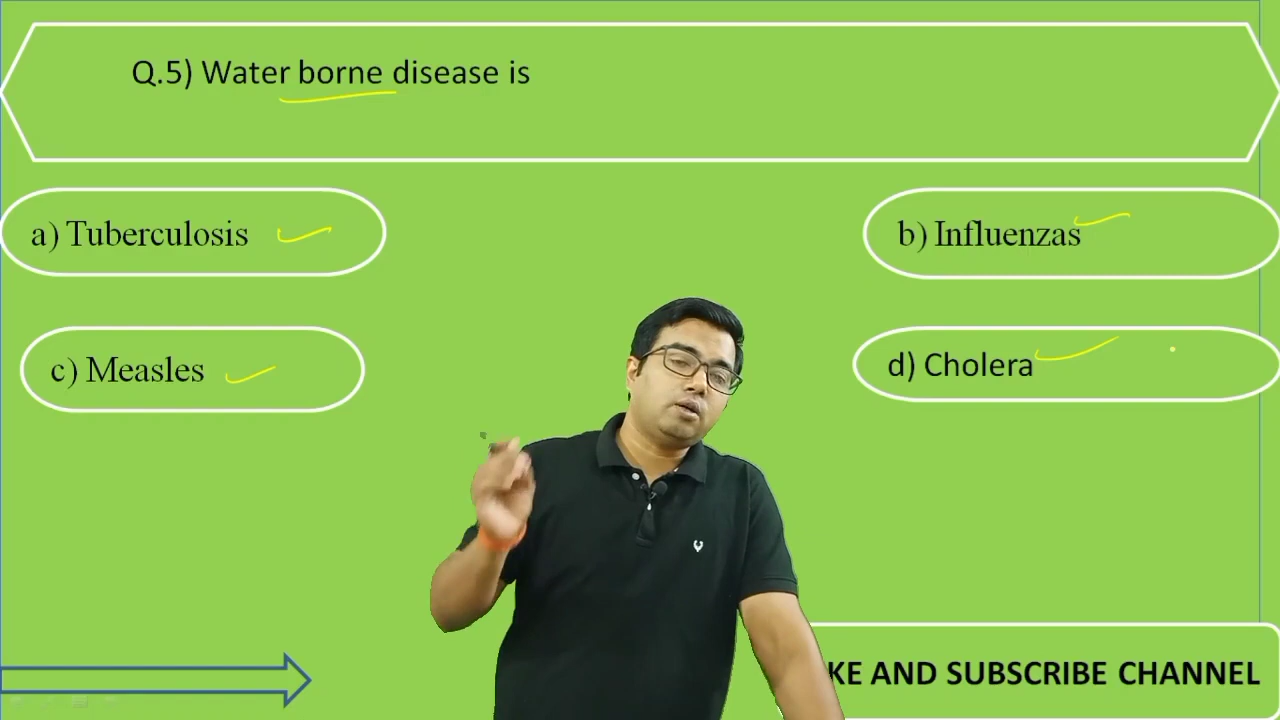 Q.5) Water borne disease is
a) Tuberculosis
b) Influenzas
c) Measles
d) Cholera
KE AND SUBSCRIBE CHANNEL